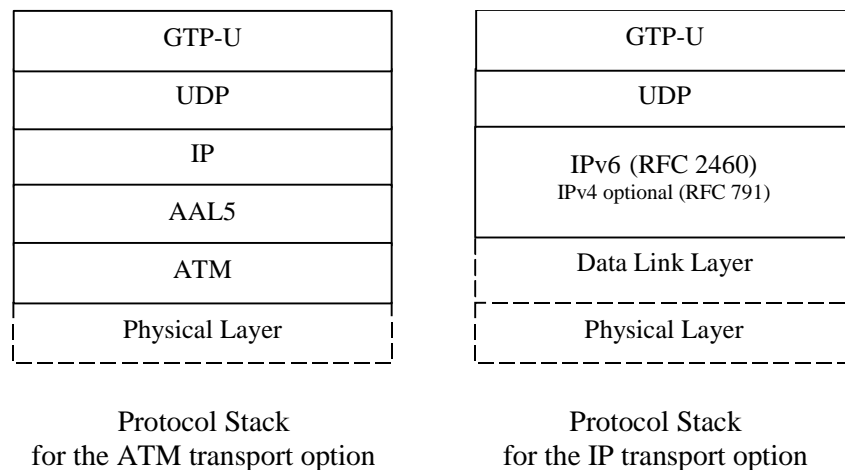 GTP-U
UDP
IP
AAL5
ATM
Physical Layer
Protocol Stack
for the ATM transport option
GTP-U
UDP
IPv6 (RFC 2460)
IPv4 optional (RFC 791)
Data Link Layer
Physical Layer
Protocol Stack
for the IP transport option